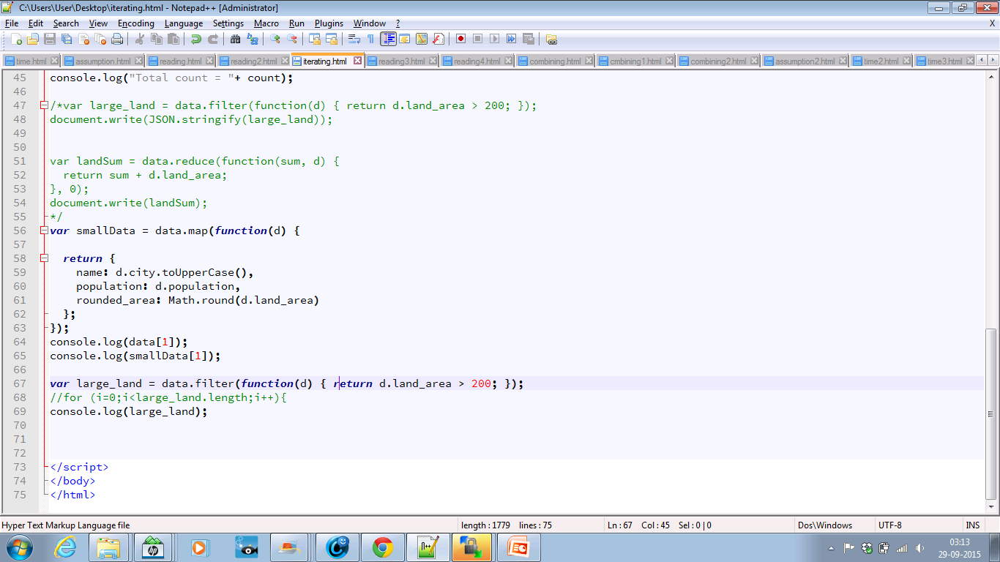 C:\Users\User\Desktop\iterating.html - Notepad++ [Administrator]
File Edit Search View Encoding Language Settings Macro Run Plugins Window ? X
time.html assumption.html reading.html reading2.html iterating.html reading3.html reading4.html combining.html cmbining1.html combining2.html assumption2.html time2.html time3.html
45 console.log("Total count = "+ count);
46
47 /*var large_land = data.filter(function(d) { return d.land_area > 200; });
48 document.write(JSON.stringify(large_land));
49
50
51 var landSum = data.reduce(function(sum, d) {
52   return sum + d.land_area;
53 }, 0);
54 document.write(landSum);
55 */
56 var smallData = data.map(function(d) {
57
58   return {
59     name: d.city.toUpperCase(),
60     population: d.population,
61     rounded_area: Math.round(d.land_area)
62   };
63 });
64 console.log(data[1]);
65 console.log(smallData[1]);
66
67 var large_land = data.filter(function(d) { return d.land_area > 200; });
68 //for (i=0;i<large_land.length;i++){
69 console.log(large_land);
70
71
72
73 </script>
74 </body>
75 </html>
Hyper Text Markup Language file length : 1779 lines : 75 Ln : 67 Col : 45 Sel : 0 | 0 Dos\Windows UTF-8 INS
03:13
29-09-2015